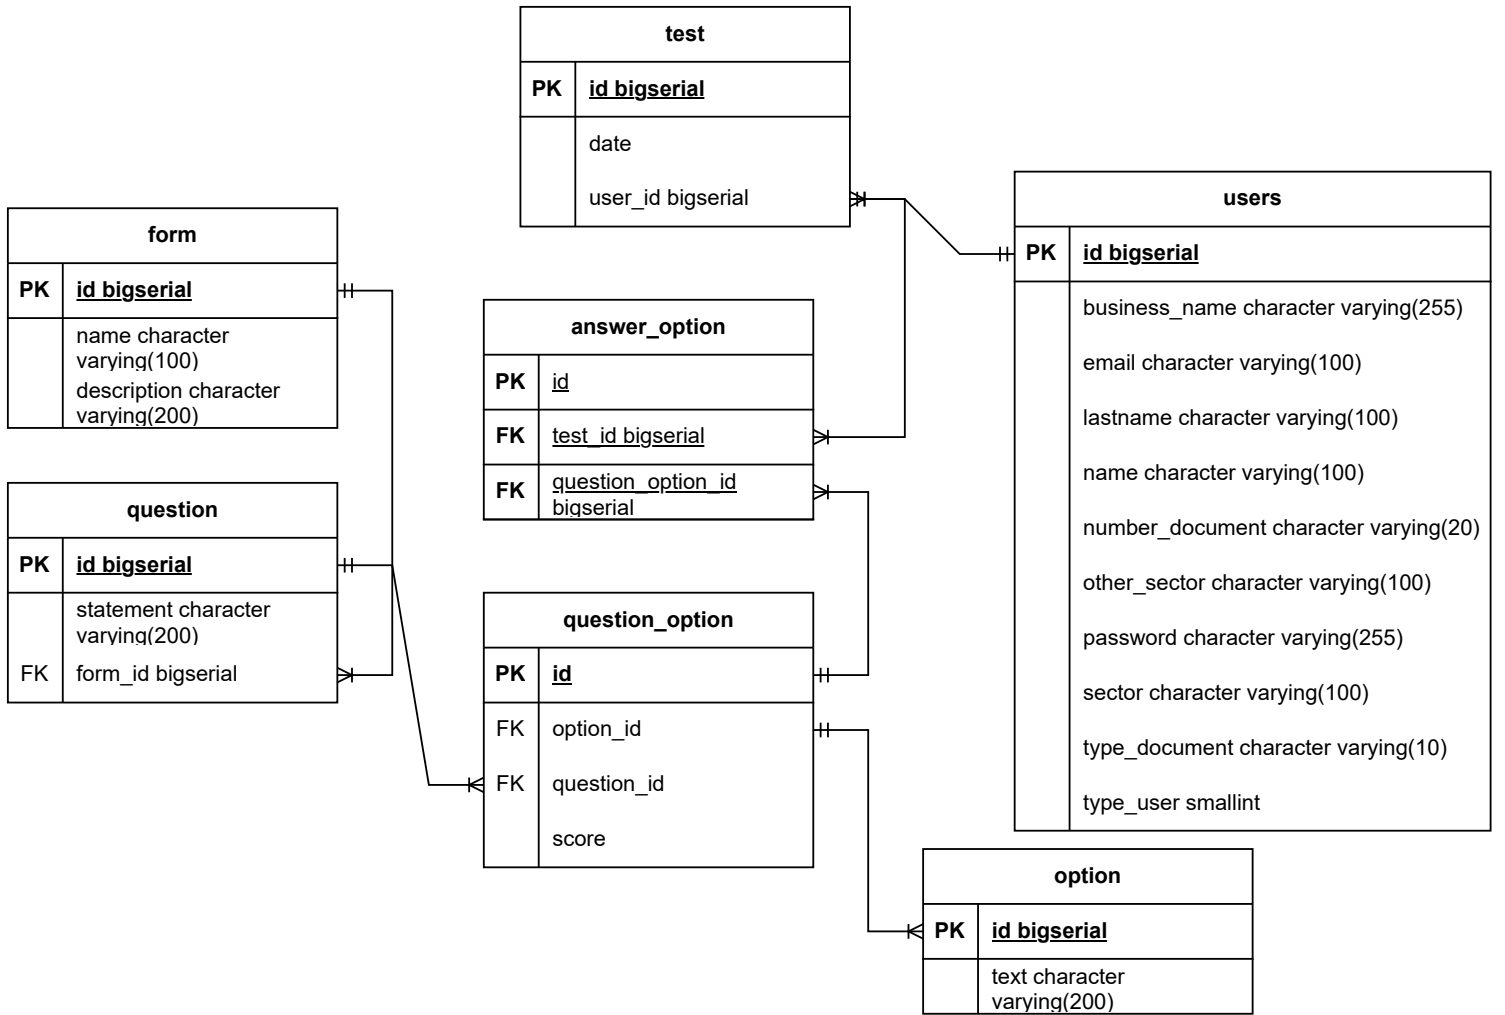 test
PK
id bigserial
date
user_id bigserial
users
PK
id bigserial
business_name character varying(255)
email character varying(100)
lastname character varying(100)
name character varying(100)
number_document character varying(20)
other_sector character varying(100)
password character varying(255)
sector character varying(100)
type_document character varying(10)
type_user smallint
form
PK
id bigserial
name character
varying(100)
description character
varying(200)
answer_option
PK
id
FK
test_id bigserial
FK
question_option_id
bigserial
question
PK
id bigserial
statement character
varying(200)
FK
form_id bigserial
question_option
PK
id
FK
option_id
FK
question_id
score
option
PK
id bigserial
text character
varying(200)